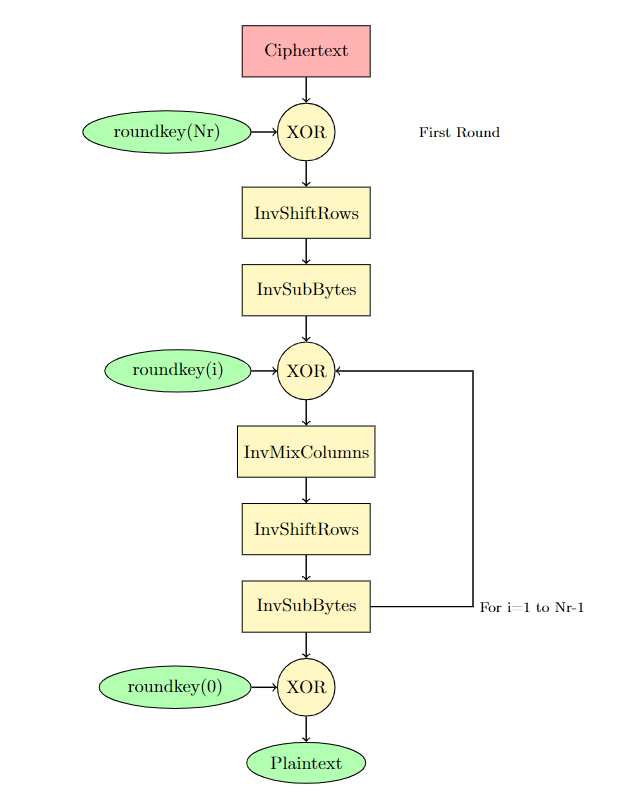 Ciphertext
roundkey(Nr)
XOR
First Round
InvShiftRows
InvSubBytes
roundkey(i)
XOR
InvMixColumns
InvShiftRows
InvSubBytes
For i=1 to Nr-1
roundkey(0)
XOR
Plaintext